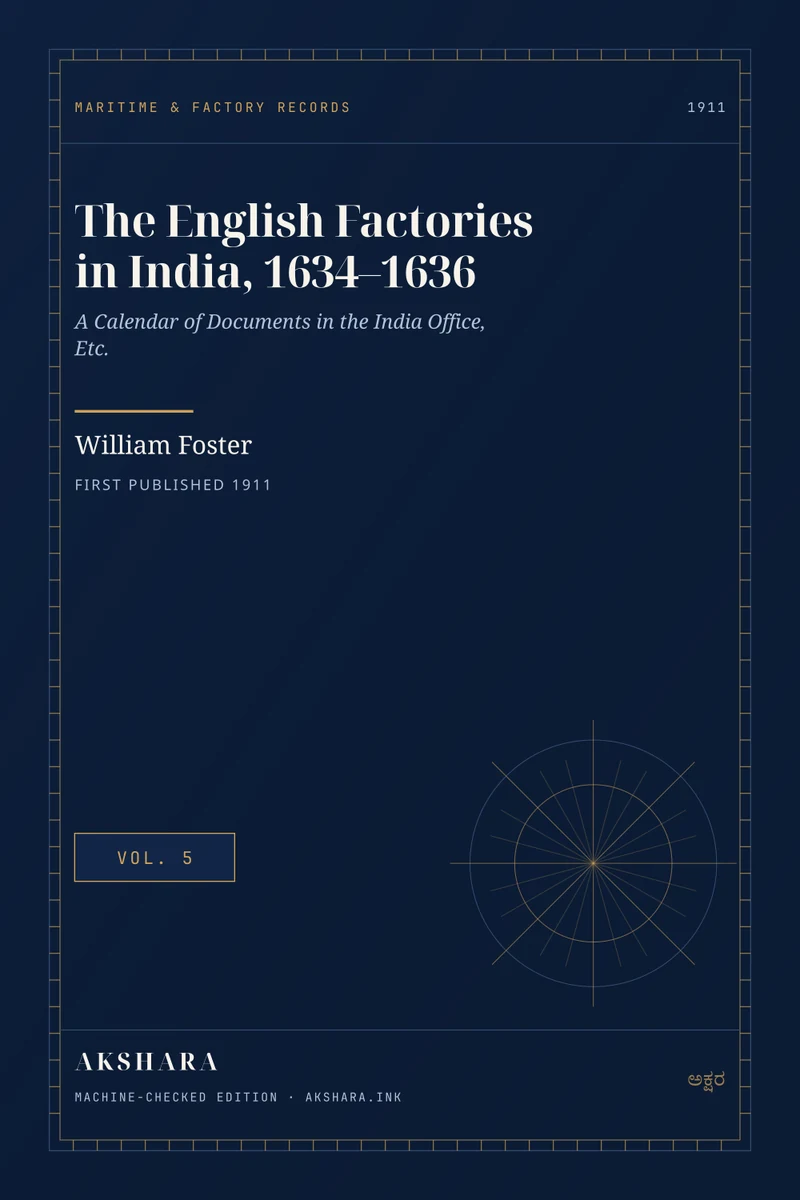 MARITIME & FACTORY RECORDS
1911
The English Factories
in India, 1634–1636
A Calendar of Documents in the India Office,
Etc.
William Foster
FIRST PUBLISHED 1911
VOL. 5
AKSHARA
MACHINE-CHECKED EDITION · AKSHARA.INK
ಅಕ್ಷರ